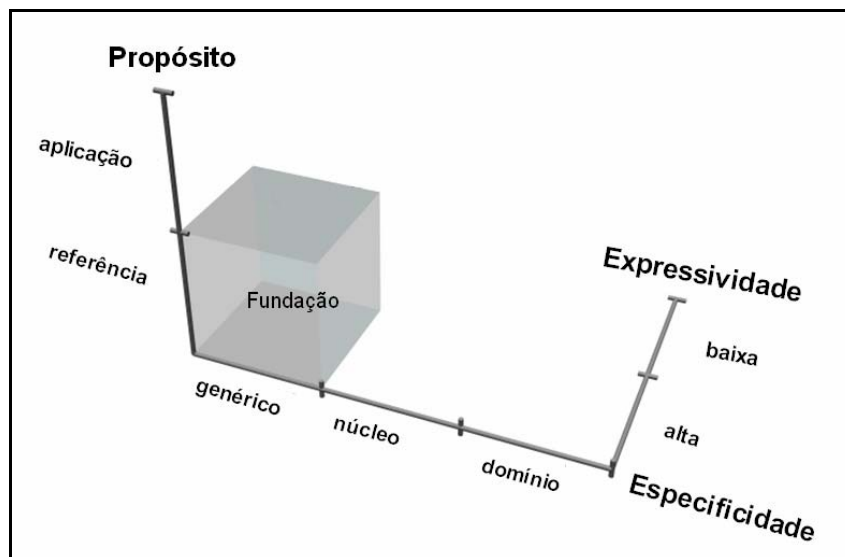 Propósito
aplicação
referência
Fundação
genérico
núcleo
domínio
Expressividade
baixa
alta
Especificidade